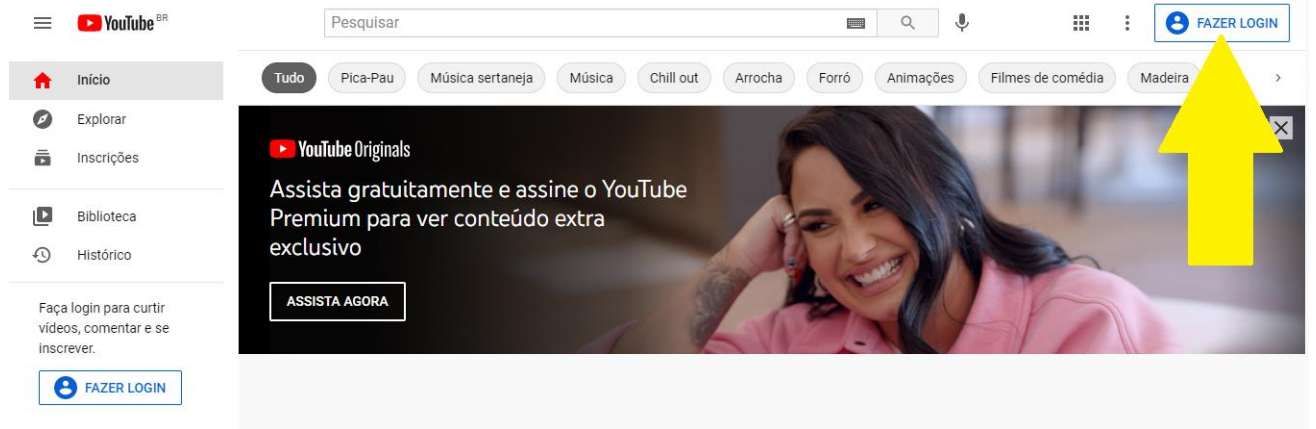 YouTube BR
Pesquisar
FAZER LOGIN
Início
Explorar
Inscrições
Biblioteca
Histórico
Faça login para curtir
vídeos, comentar e se
inscrever.
FAZER LOGIN
Tudo Pica-Pau Música sertaneja Música Chill out Arrocha Forró Animações Filmes de comédia Madeira
YouTube Originals
Assista gratuitamente e assine o YouTube
Premium para ver conteúdo extra
exclusivo
ASSISTA AGORA